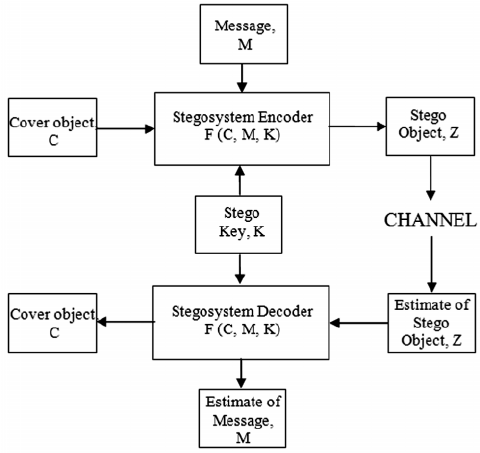 Message,
M
Cover object,
C
Stegosystem Encoder
F (C, M, K)
Stego
Object, Z
Stego
Key, K
CHANNEL
Cover object,
C
Stegosystem Decoder
F (C, M, K)
Estimate of
Stego
Object, Z
Estimate of
Message,
M